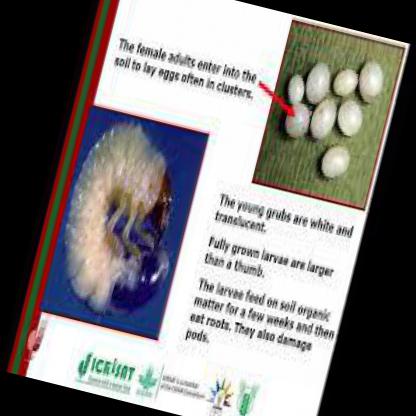 The female adults enter into the
soil to lay eggs often in clusters.
The young grubs are white and
translucent.
Fully grown larvae are larger
than a thumb.
The larvae feed on soil organic
matter for a few weeks and then
eat roots. They also damage
pods.
ICRISAT